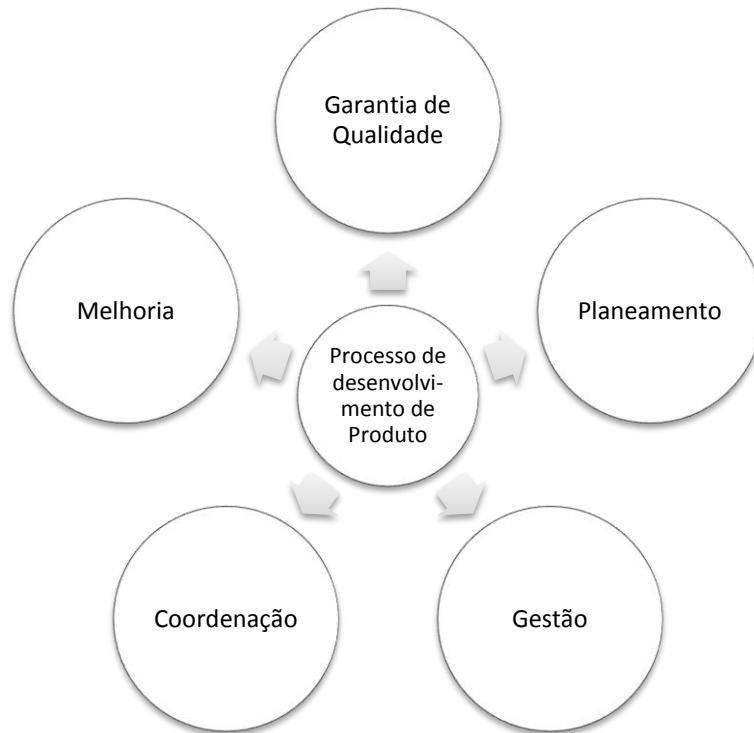 Garantia de
Qualidade
Melhoria
Planeamento
Processo de
desenvolvi-
mento de
Produto
Coordenação
Gestão